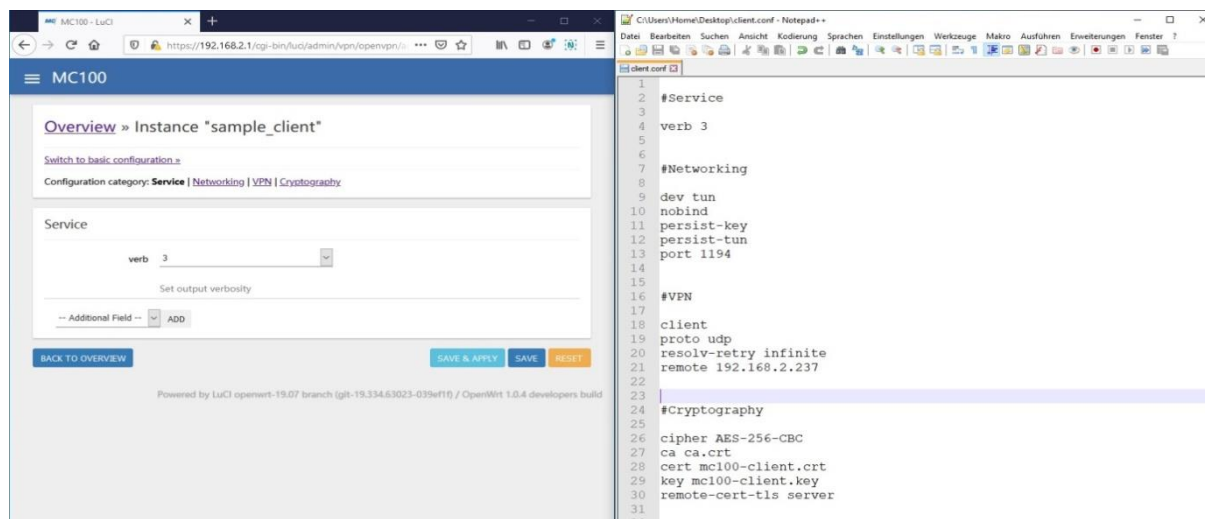 MC100 - LuCI
https://192.168.2.1/cgi-bin/luci/admin/vpn/openvpn/
MC100
Overview » Instance "sample_client"
Switch to basic configuration »
Configuration category: Service | Networking | VPN | Cryptography
Service
verb 3
Set output verbosity
-- Additional Field -- ADD
BACK TO OVERVIEW SAVE & APPLY SAVE RESET
Powered by LuCI openwrt-19.07 branch (git-19.334.63023-039ef1f) / OpenWrt 1.0.4 developers build
C:\Users\Home\Desktop\client.conf - Notepad++
Datei Bearbeiten Suchen Ansicht Kodierung Sprachen Einstellungen Werkzeuge Makro Ausführen Erweiterungen Fenster ?
client.conf
1
2 #Service
3
4 verb 3
5
6
7 #Networking
8
9 dev tun
10 nobind
11 persist-key
12 persist-tun
13 port 1194
14
15
16 #VPN
17
18 client
19 proto udp
20 resolv-retry infinite
21 remote 192.168.2.237
22
23
24 #Cryptography
25
26 cipher AES-256-CBC
27 ca ca.crt
28 cert mc100-client.crt
29 key mc100-client.key
30 remote-cert-tls server
31